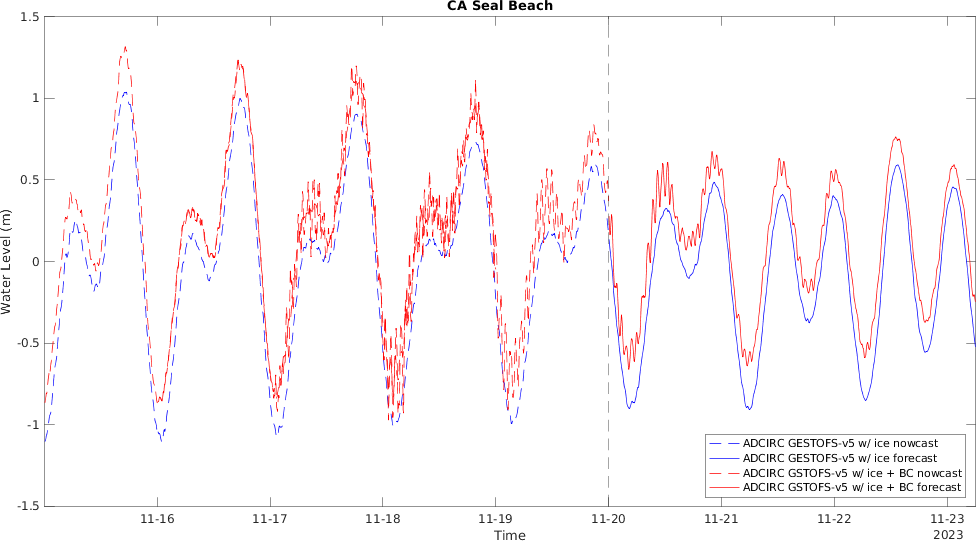 CA Seal Beach
1.5
1
0.5
0
-0.5
-1
-1.5
Water Level (m)
11-16 11-17 11-18 11-19 11-20 11-21 11-22 11-23
Time
2023
ADCIRC GESTOFS-v5 w/ ice nowcast
ADCIRC GESTOFS-v5 w/ ice forecast
ADCIRC GSTOFS-v5 w/ ice + BC nowcast
ADCIRC GSTOFS-v5 w/ ice + BC forecast